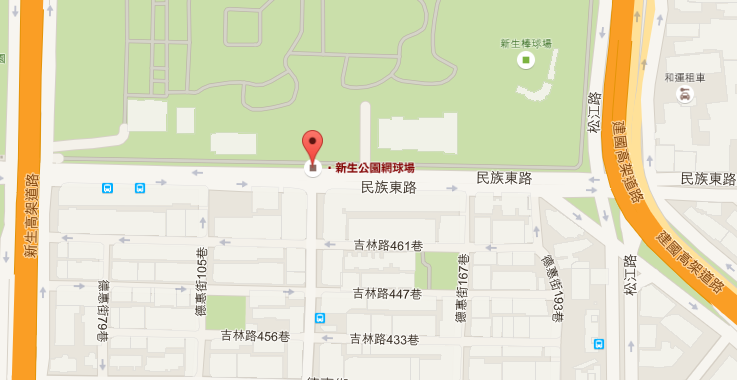 新生棒球場
和運租車
松江路
建國高架道路
• 新生公園網球場
民族東路
民族東路
民族東路
新生高架道路
吉林路461巷
建國高架道路
松江路
德惠街105巷
德惠街167巷
德惠街193巷
德惠街79巷
吉林路447巷
吉林路456巷
吉林路433巷